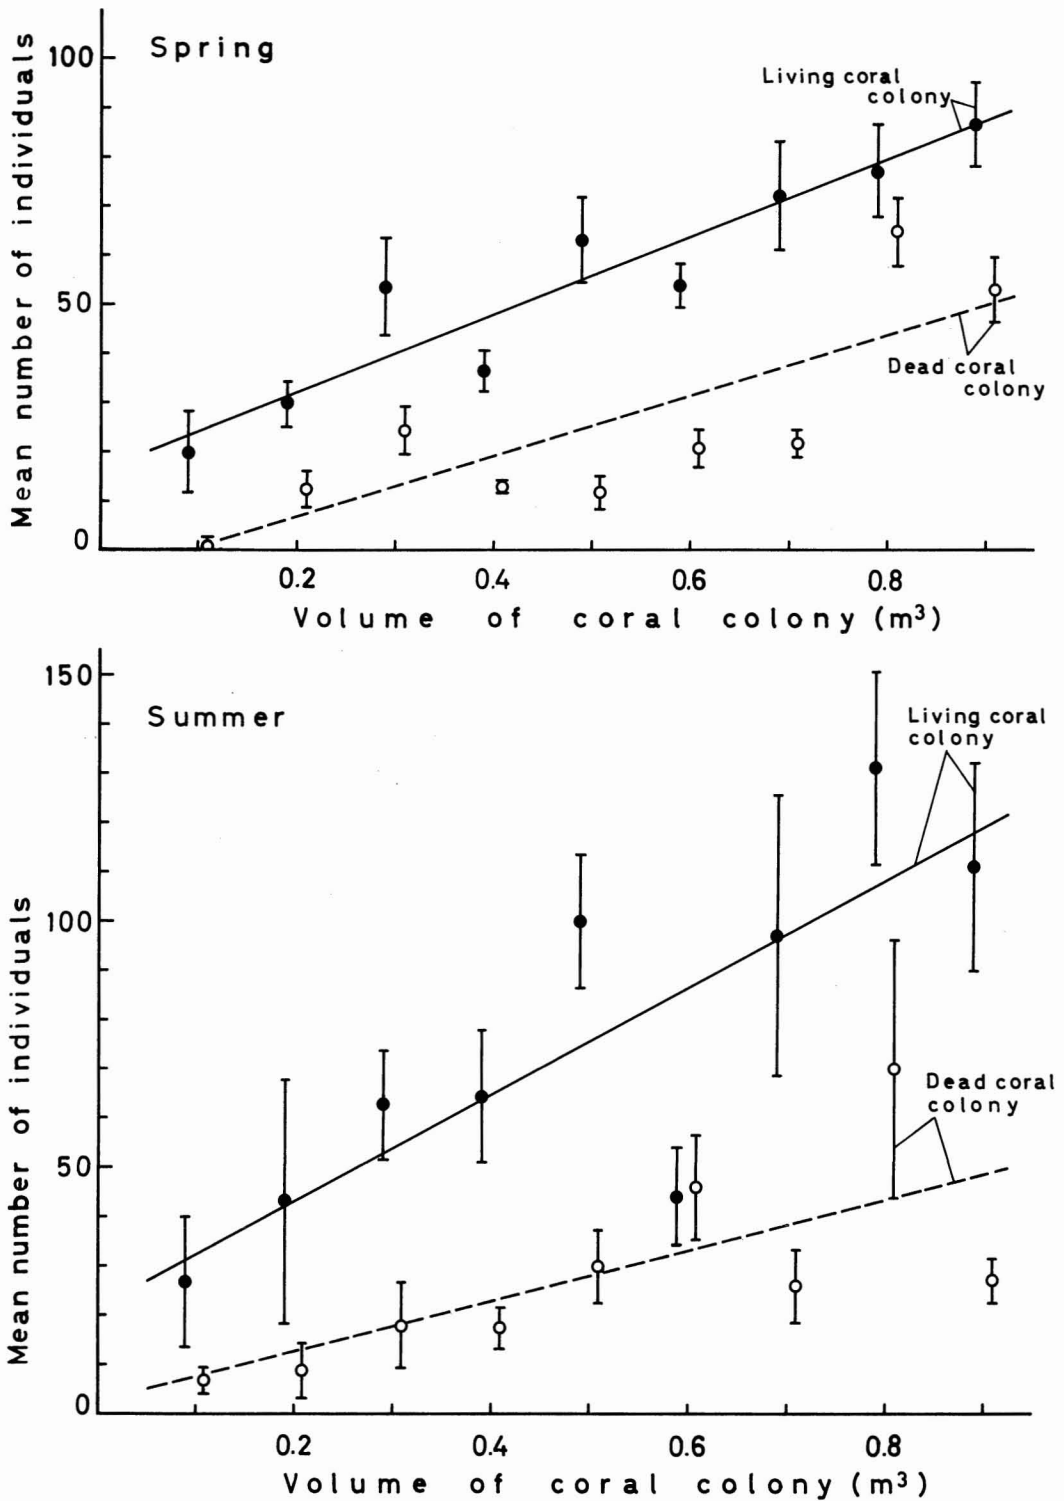 Spring
Mean number of individuals
100
50
0
Living coral
colony
Dead coral
colony
0.2 0.4 0.6 0.8
Volume of coral colony (m³)
Summer
Mean number of individuals
150
100
50
0
Living coral
colony
Dead coral
colony
0.2 0.4 0.6 0.8
Volume of coral colony (m³)